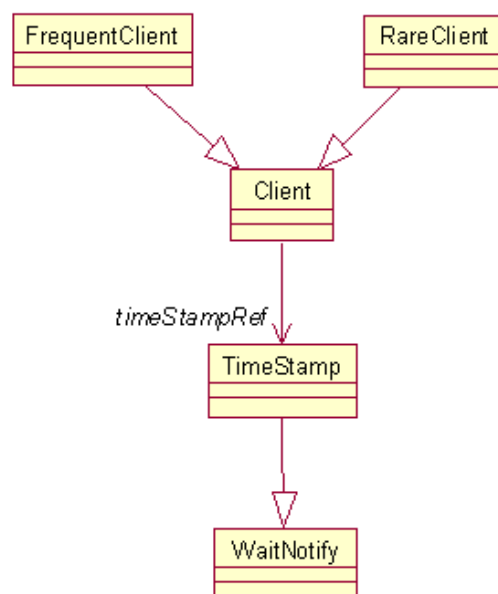 FrequentClient
RareClient
Client
timeStampRef
TimeStamp
WaitNotify